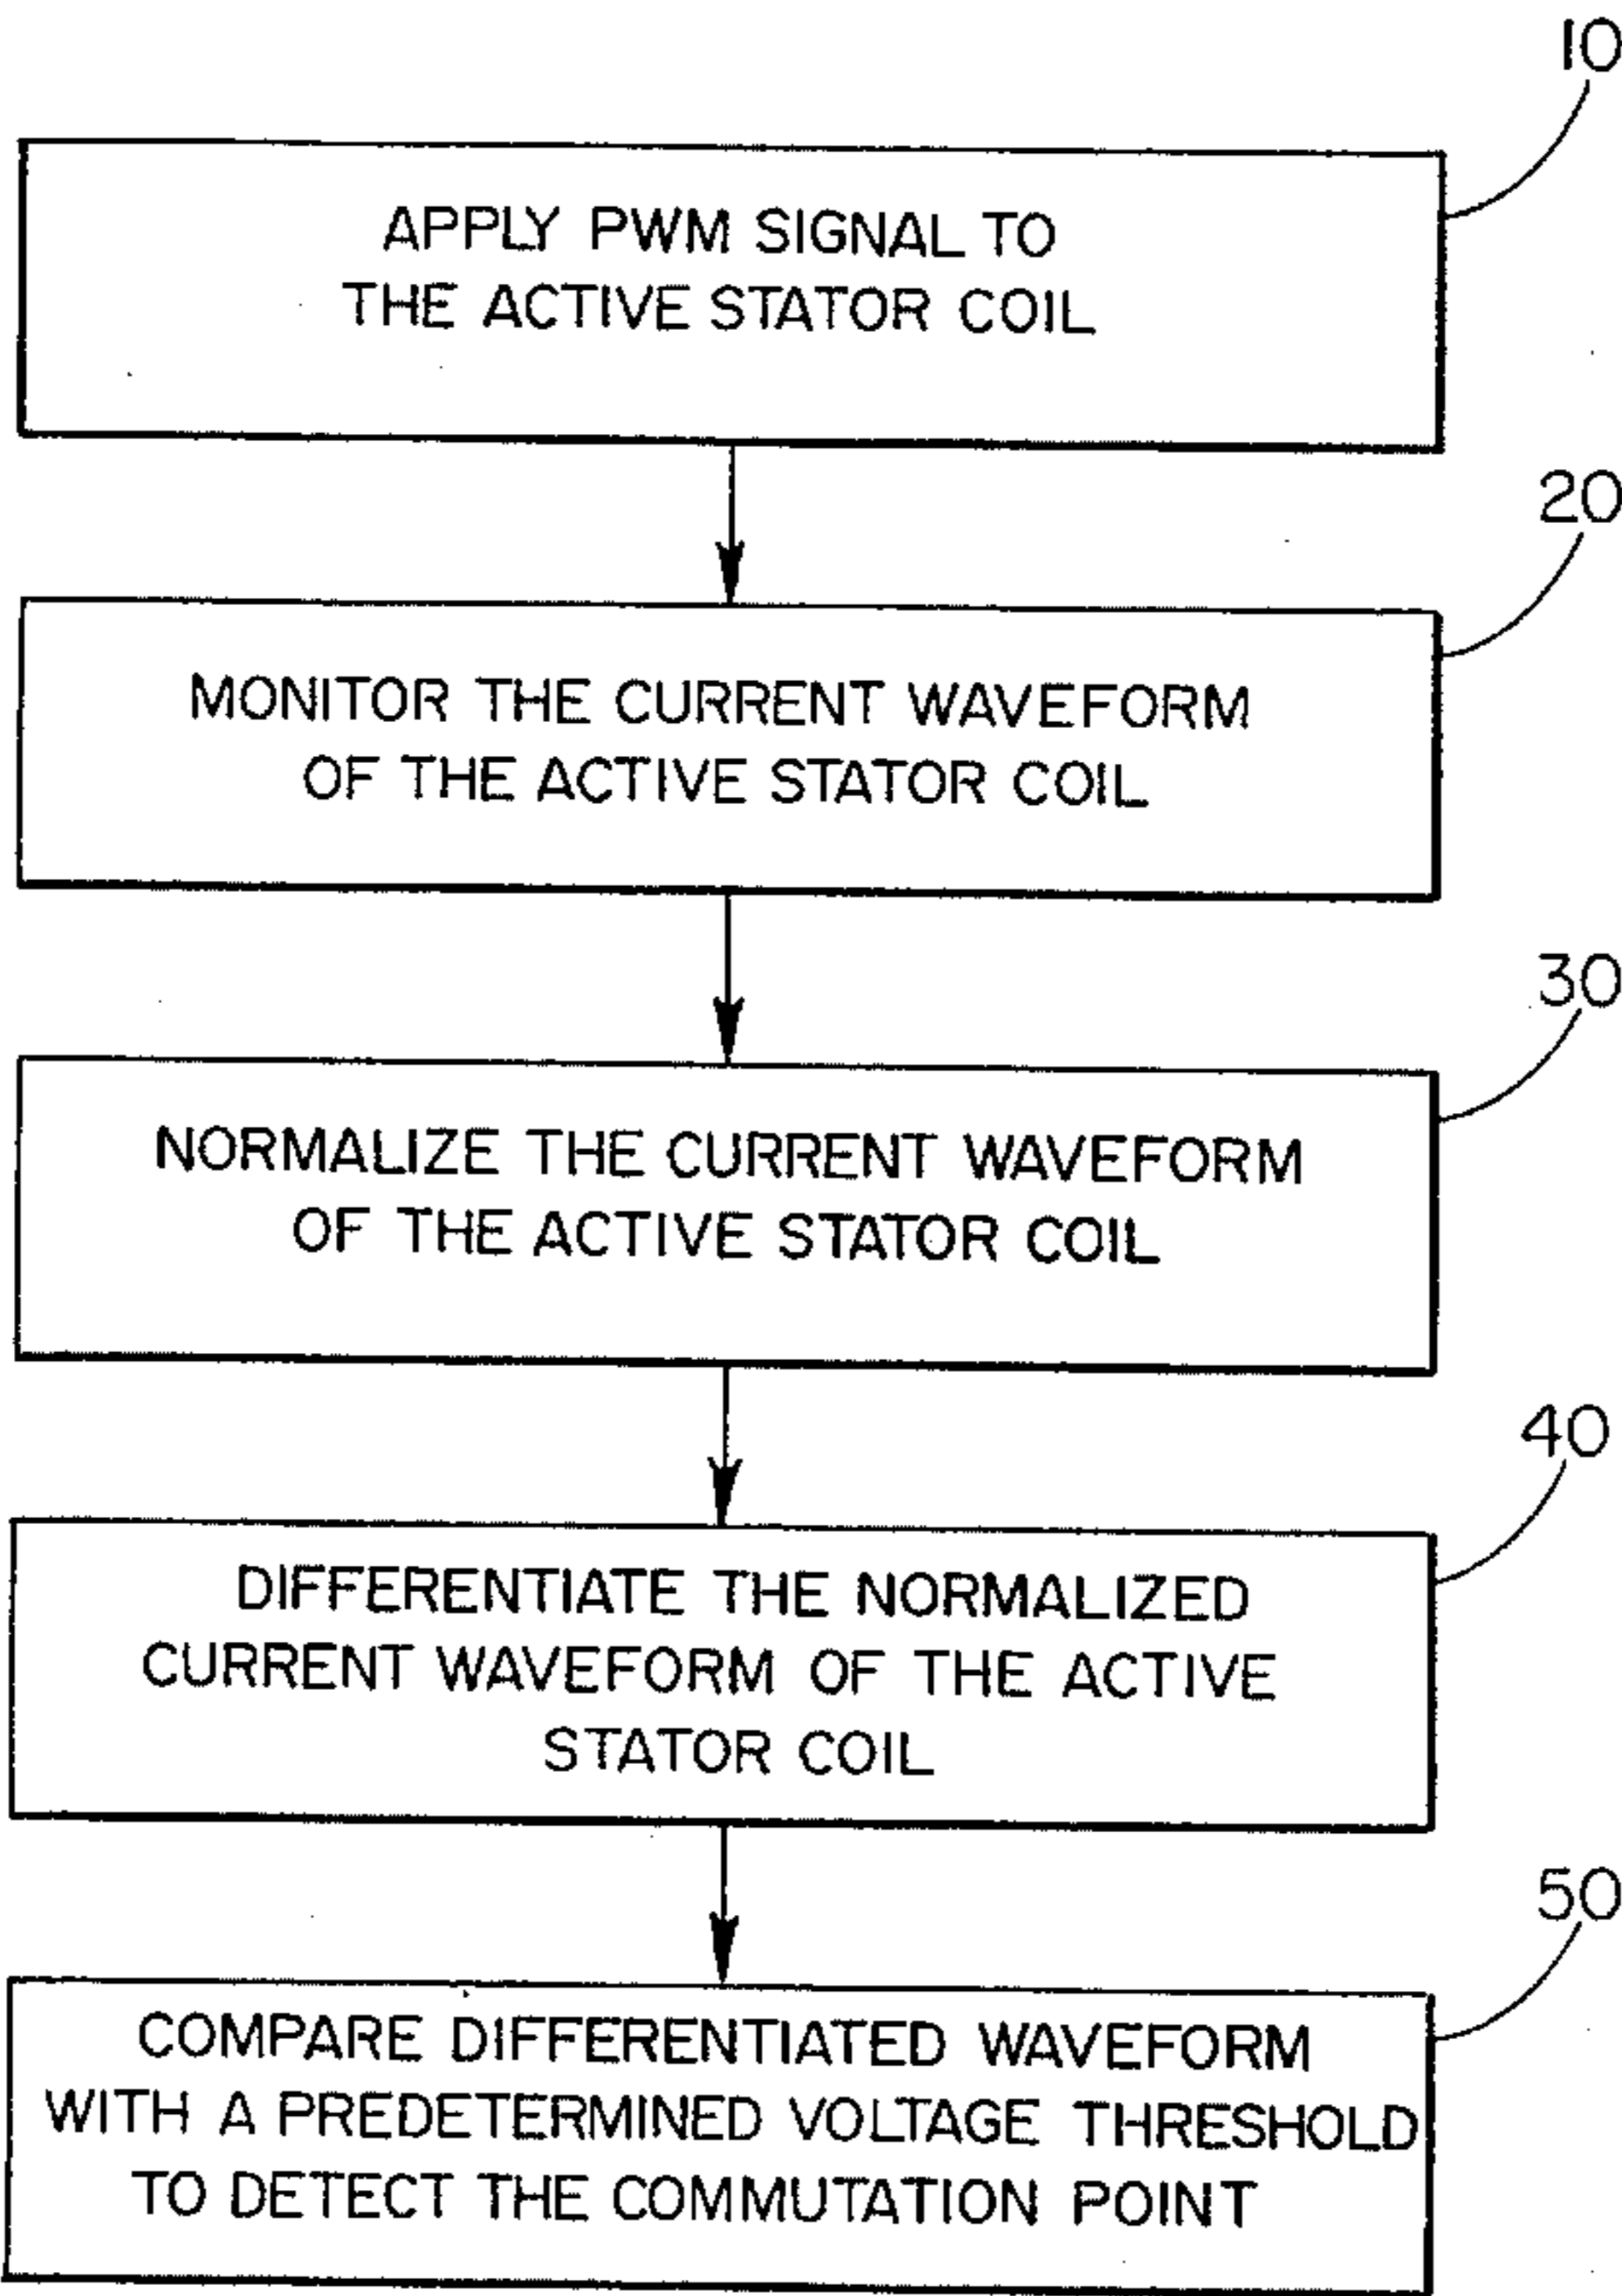 10
APPLY PWM SIGNAL TO
THE ACTIVE STATOR COIL
20
MONITOR THE CURRENT WAVEFORM
OF THE ACTIVE STATOR COIL
30
NORMALIZE THE CURRENT WAVEFORM
OF THE ACTIVE STATOR COIL
40
DIFFERENTIATE THE NORMALIZED
CURRENT WAVEFORM OF THE ACTIVE
STATOR COIL
50
COMPARE DIFFERENTIATED WAVEFORM
WITH A PREDETERMINED VOLTAGE THRESHOLD
TO DETECT THE COMMUTATION POINT